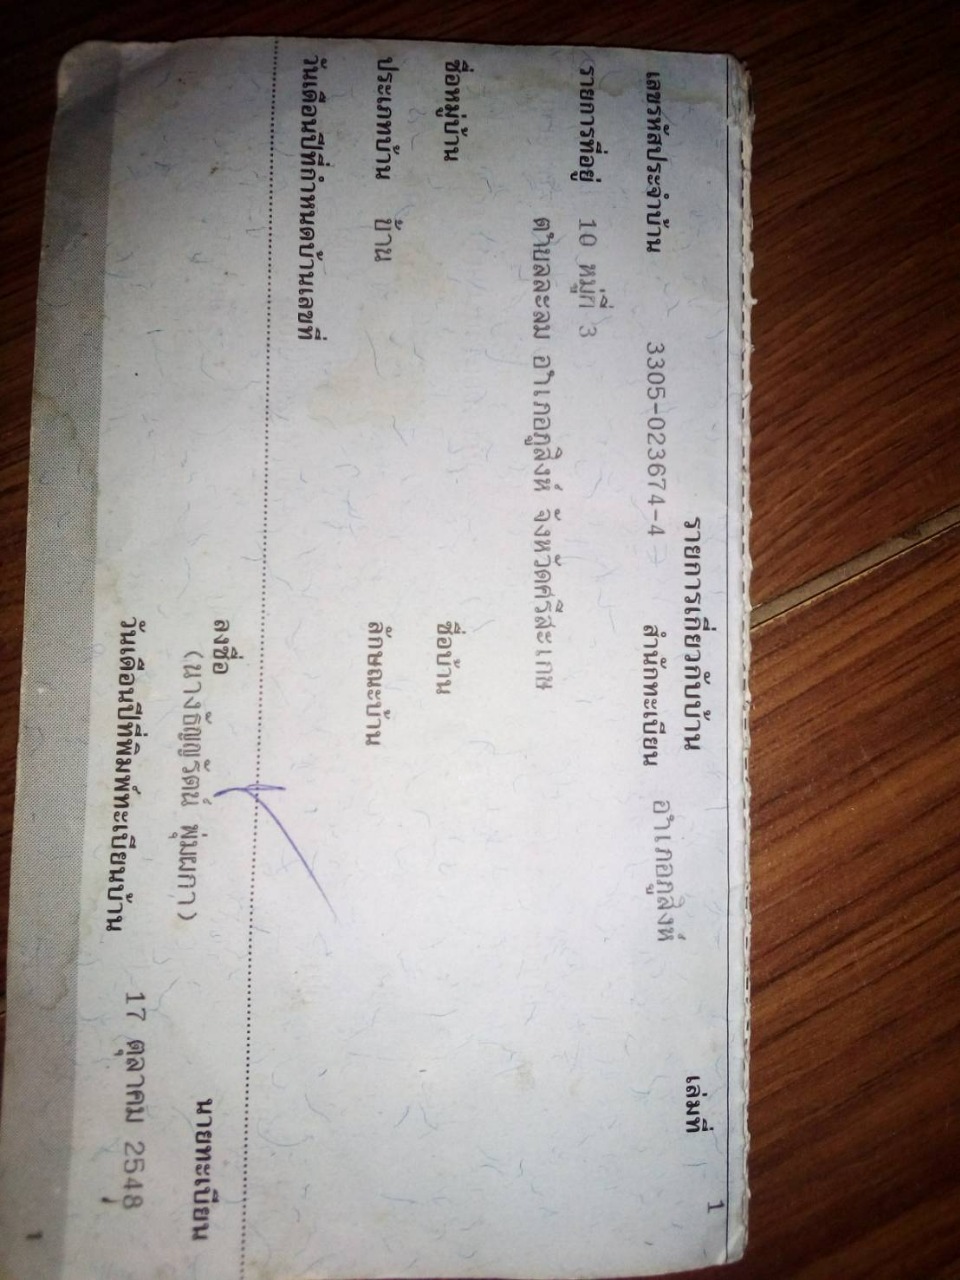 รายการเกี่ยวกับบ้าน เล่มที่ 1
เลขรหัสประจำบ้าน 3305-023674-4 สำนักทะเบียน อำเภอภูสิงห์
รายการที่อยู่ 10 หมู่ที่ 3
ตำบลละลม อำเภอภูสิงห์ จังหวัดศรีสะเกษ
ชื่อหมู่บ้าน ชื่อบ้าน
ประเภทบ้าน บ้าน ลักษณะบ้าน
วันเดือนปีที่กำหนดบ้านเลขที่
ลงชื่อ นายทะเบียน
(นางธัญญรัตน์ พุ่มผกา)
วันเดือนปีที่พิมพ์ทะเบียนบ้าน 17 ตุลาคม 2548
1